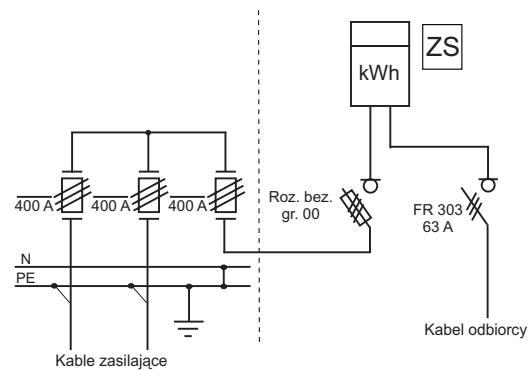 ZS
kWh
400 A
400 A
400 A
Roz. bez.
gr. 00
FR 303
63 A
N
PE
Kable zasilające
Kabel odbiorcy